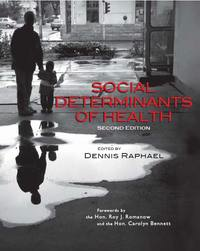 SOCIAL
DETERMINANTS
OF HEALTH
SECOND EDITION
EDITED BY
DENNIS RAPHAEL
Forewords by
the Hon. Roy J. Romanow
and the Hon. Carolyn Bennett